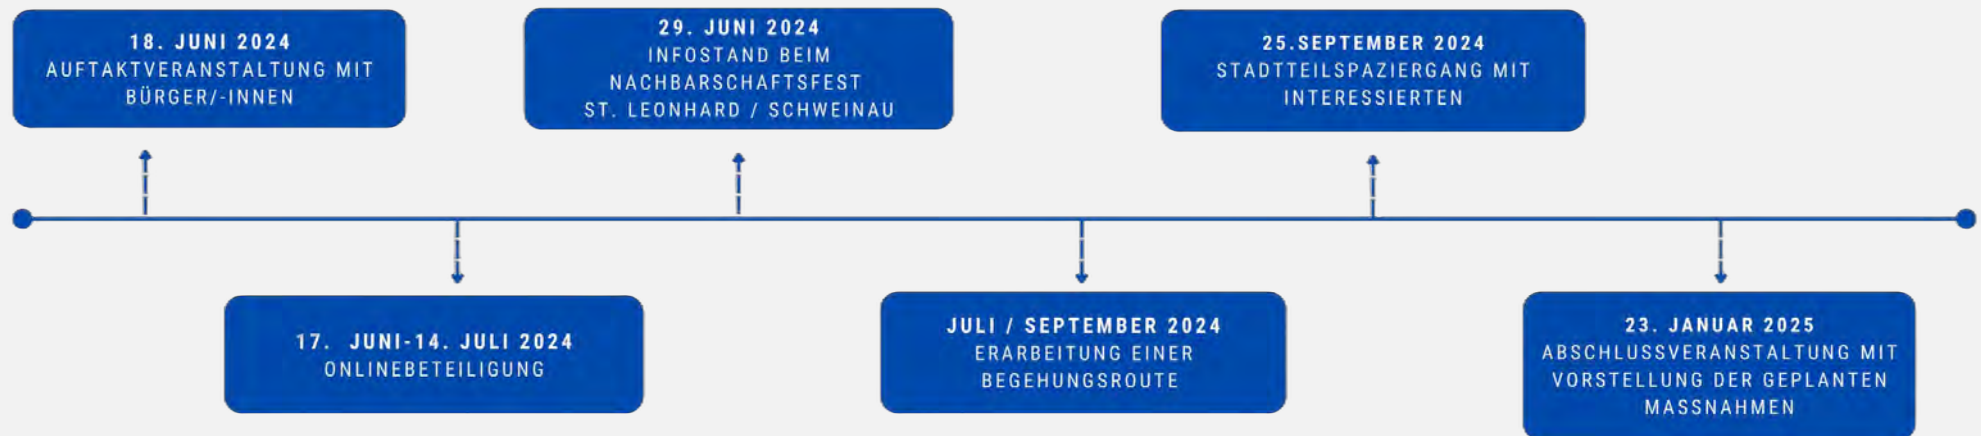 18. JUNI 2024
AUFTAKTVERANSTALTUNG MIT
BÜRGER/-INNEN
17. JUNI-14. JULI 2024
ONLINEBETEILIGUNG
29. JUNI 2024
INFOSTAND BEIM
NACHBARSCHAFTSFEST
ST. LEONHARD / SCHWEINAU
JULI / SEPTEMBER 2024
ERARBEITUNG EINER
BEGEHUNGSROUTE
25.SEPTEMBER 2024
STADTTEILSPAZIERGANG MIT
INTERESSIERTEN
23. JANUAR 2025
ABSCHLUSSVERANSTALTUNG MIT
VORSTELLUNG DER GEPLANTEN
MASSNAHMEN